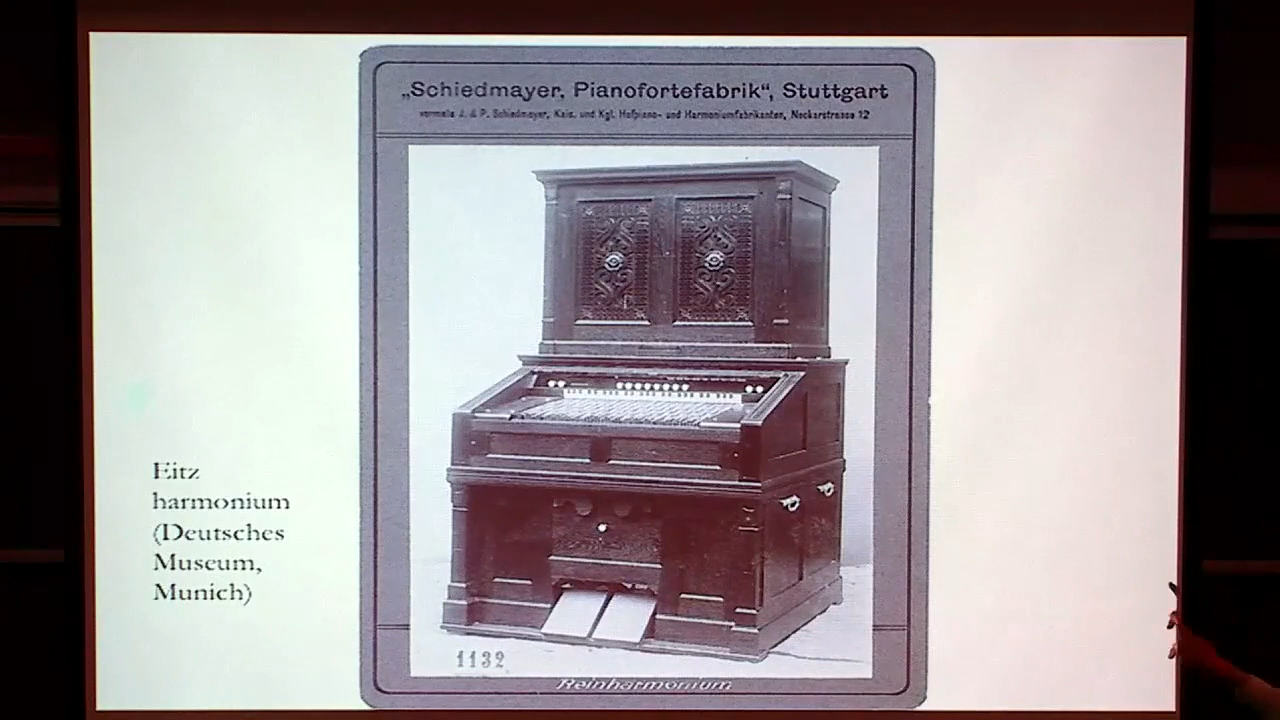 „Schiedmayer, Pianofortefabrik“, Stuttgart
vormals J. & P. Schiedmayer, Kais. und Kgl. Hofpiano- und Harmoniumfabrikanten, Neckarstrasse 12
Eitz
harmonium
(Deutsches
Museum,
Munich)
1132
Reinharmonium